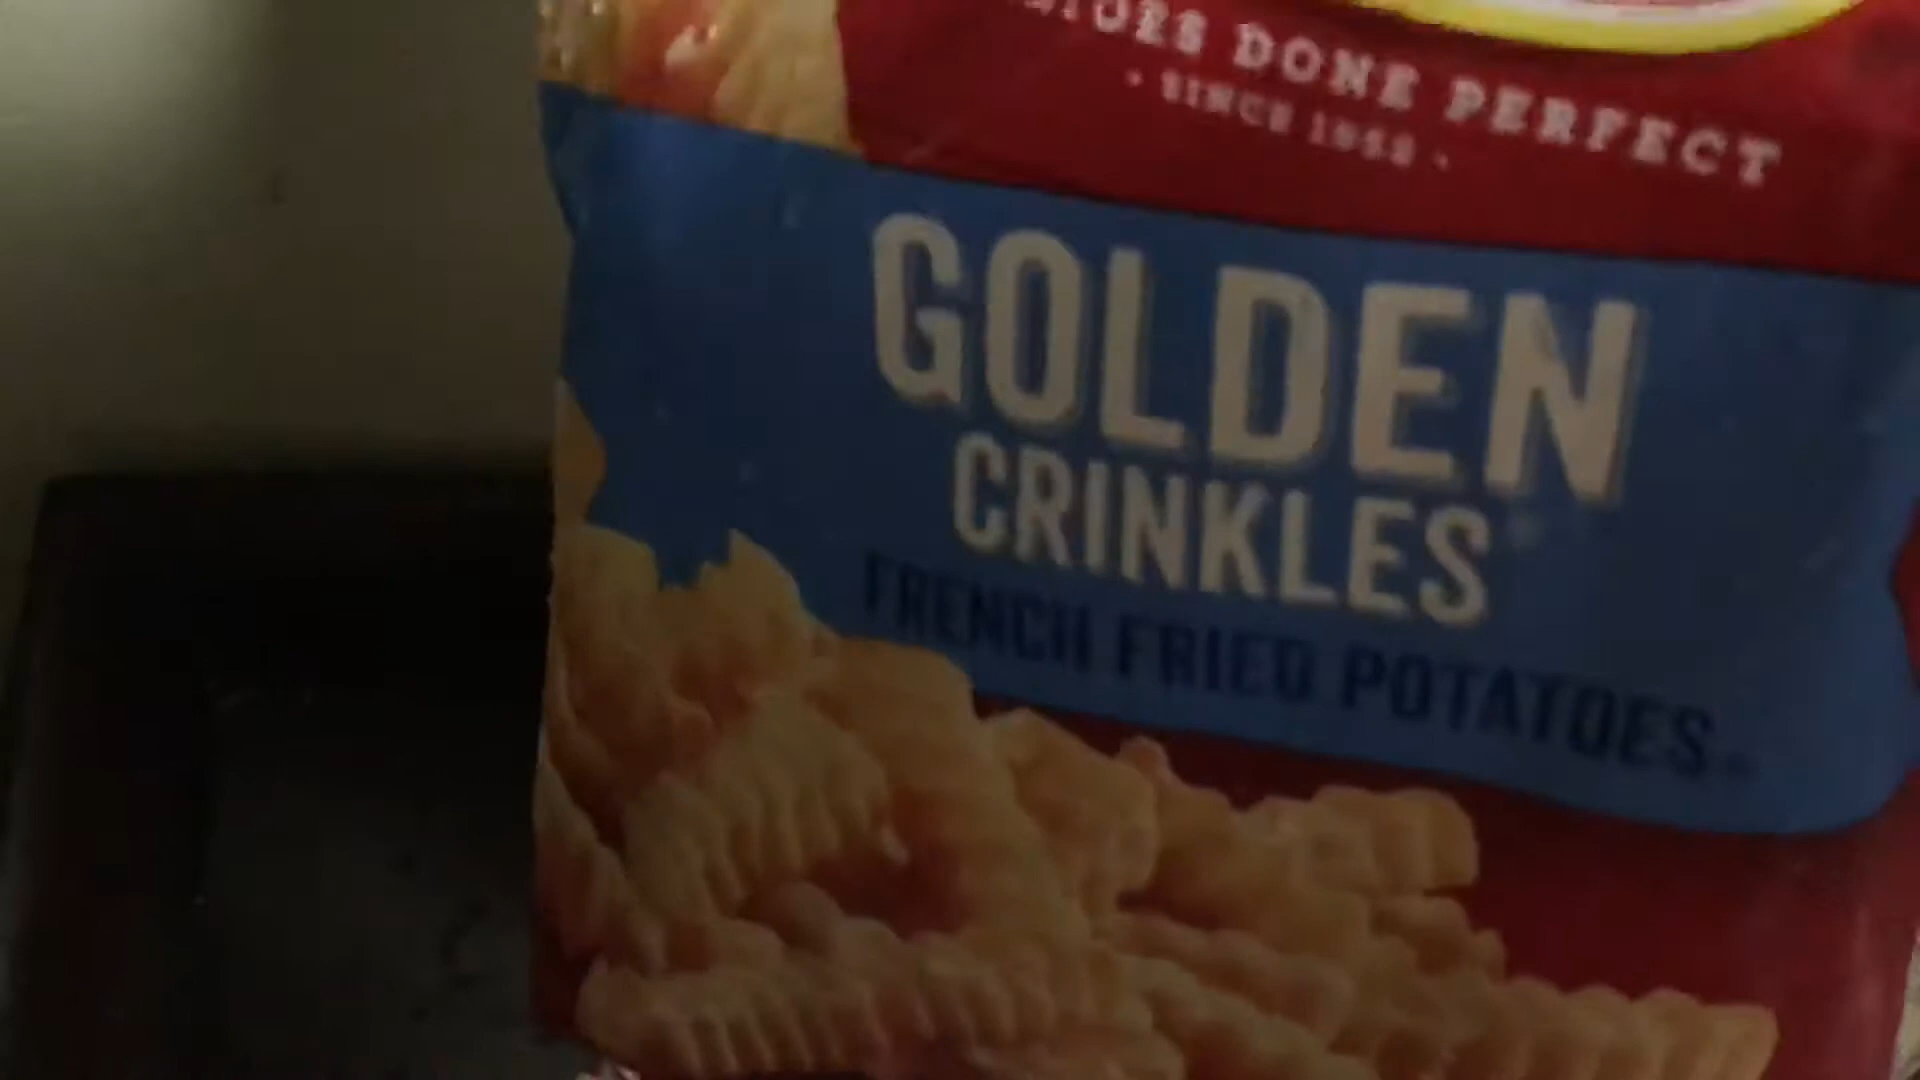 DONE PERFECT
• SINCE 1952 •
GOLDEN
CRINKLES®
FRENCH FRIED POTATOES